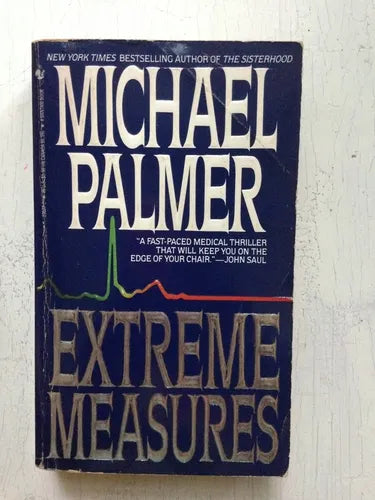 NEW YORK TIMES BESTSELLING AUTHOR OF THE SISTERHOOD
MICHAEL
PALMER
"A FAST-PACED MEDICAL THRILLER
THAT WILL KEEP YOU ON THE
EDGE OF YOUR CHAIR."—JOHN SAUL
EXTREME
MEASURES